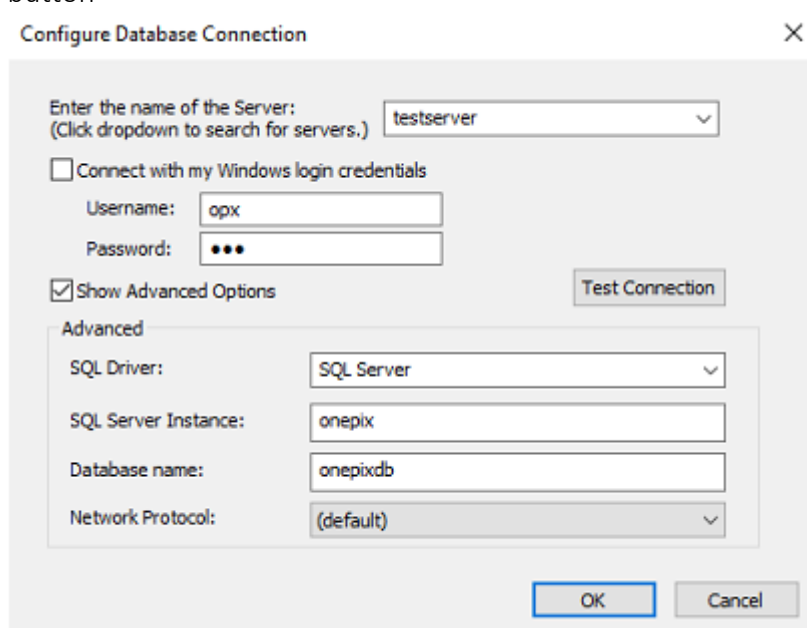 Configure Database Connection
Enter the name of the Server:
(Click dropdown to search for servers.)
testserver
Connect with my Windows login credentials
Username: opx
Password: •••
Show Advanced Options
Test Connection
Advanced
SQL Driver: SQL Server
SQL Server Instance: onepix
Database name: onepixdb
Network Protocol: (default)
OK Cancel